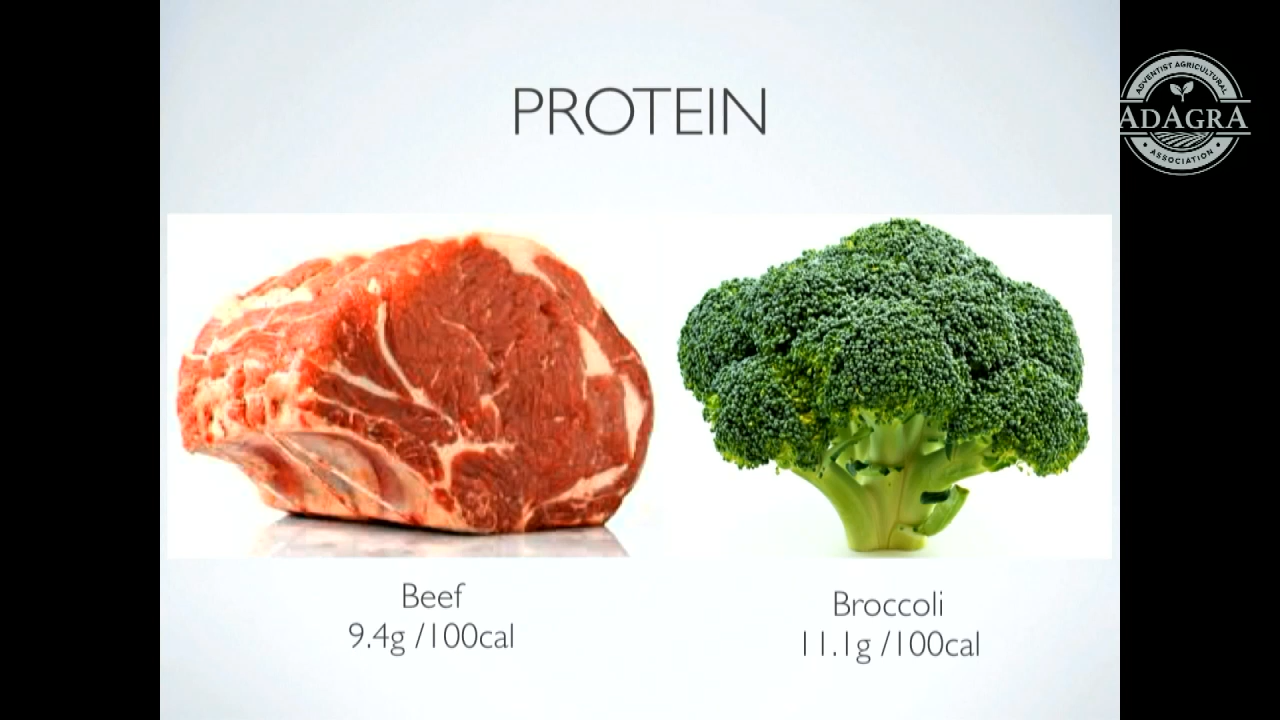 PROTEIN
ADVENTIST AGRICULTURAL
ADAGRA
• ASSOCIATION •
Beef
9.4g /100cal
Broccoli
11.1g /100cal